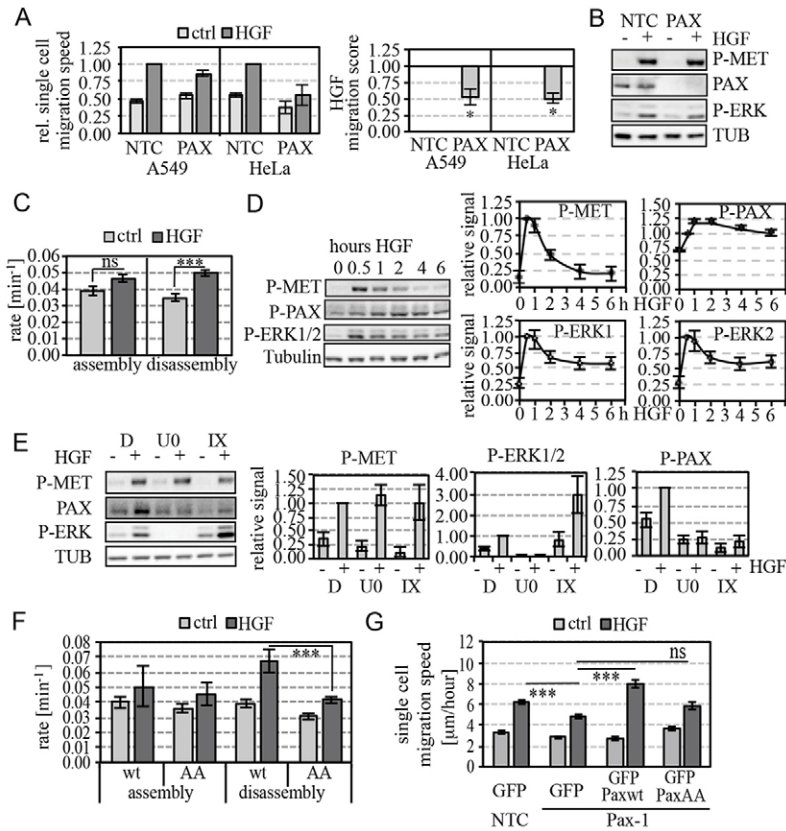 A
ctrl HGF
rel. single cell
migration speed
1.25
1.00
0.75
0.50
0.25
0.00
NTC PAX NTC PAX
A549 HeLa
HGF
migration score
1.25
1.00
0.75
0.50
0.25
0.00
* *
NTC PAX NTC PAX
A549 HeLa
B
NTC PAX
- + - + HGF
P-MET
PAX
P-ERK
TUB
C
ctrl HGF
rate [min-1]
0.06
0.05
0.04
0.03
0.02
0.01
0.00
ns ***
assembly disassembly
D
hours HGF
0 0.5 1 2 4 6
P-MET
P-PAX
P-ERK1/2
Tubulin
P-MET
relative signal
1.25
1.00
0.75
0.50
0.25
0.00
0 1 2 3 4 5 6 h HGF
P-PAX
1.50
1.25
1.00
0.75
0.50
0.25
0.00
0 1 2 3 4 5 6
P-ERK1
relative signal
1.25
1.00
0.75
0.50
0.25
0.00
0 1 2 3 4 5 6 h HGF
P-ERK2
1.25
1.00
0.75
0.50
0.25
0.00
0 1 2 3 4 5 6
E
D U0 IX
HGF - + - + - +
P-MET
PAX
P-ERK
TUB
P-MET
relative signal
1.50
1.25
1.00
0.75
0.50
0.25
0.00
- + - + - +
D U0 IX
P-ERK1/2
4.00
3.00
2.00
1.00
0.00
- + - + - +
D U0 IX
P-PAX
1.25
1.00
0.75
0.50
0.25
0.00
- + - + - + HGF
D U0 IX
F
ctrl HGF
rate [min-1]
0.08
0.07
0.06
0.05
0.04
0.03
0.02
0.01
0.00
***
wt AA wt AA
assembly disassembly
G
ctrl HGF
single cell
migration speed
[µm/hour]
12
10
8
6
4
2
0
*** *** ns
GFP GFP GFP Paxwt GFP PaxAA
NTC Pax-1